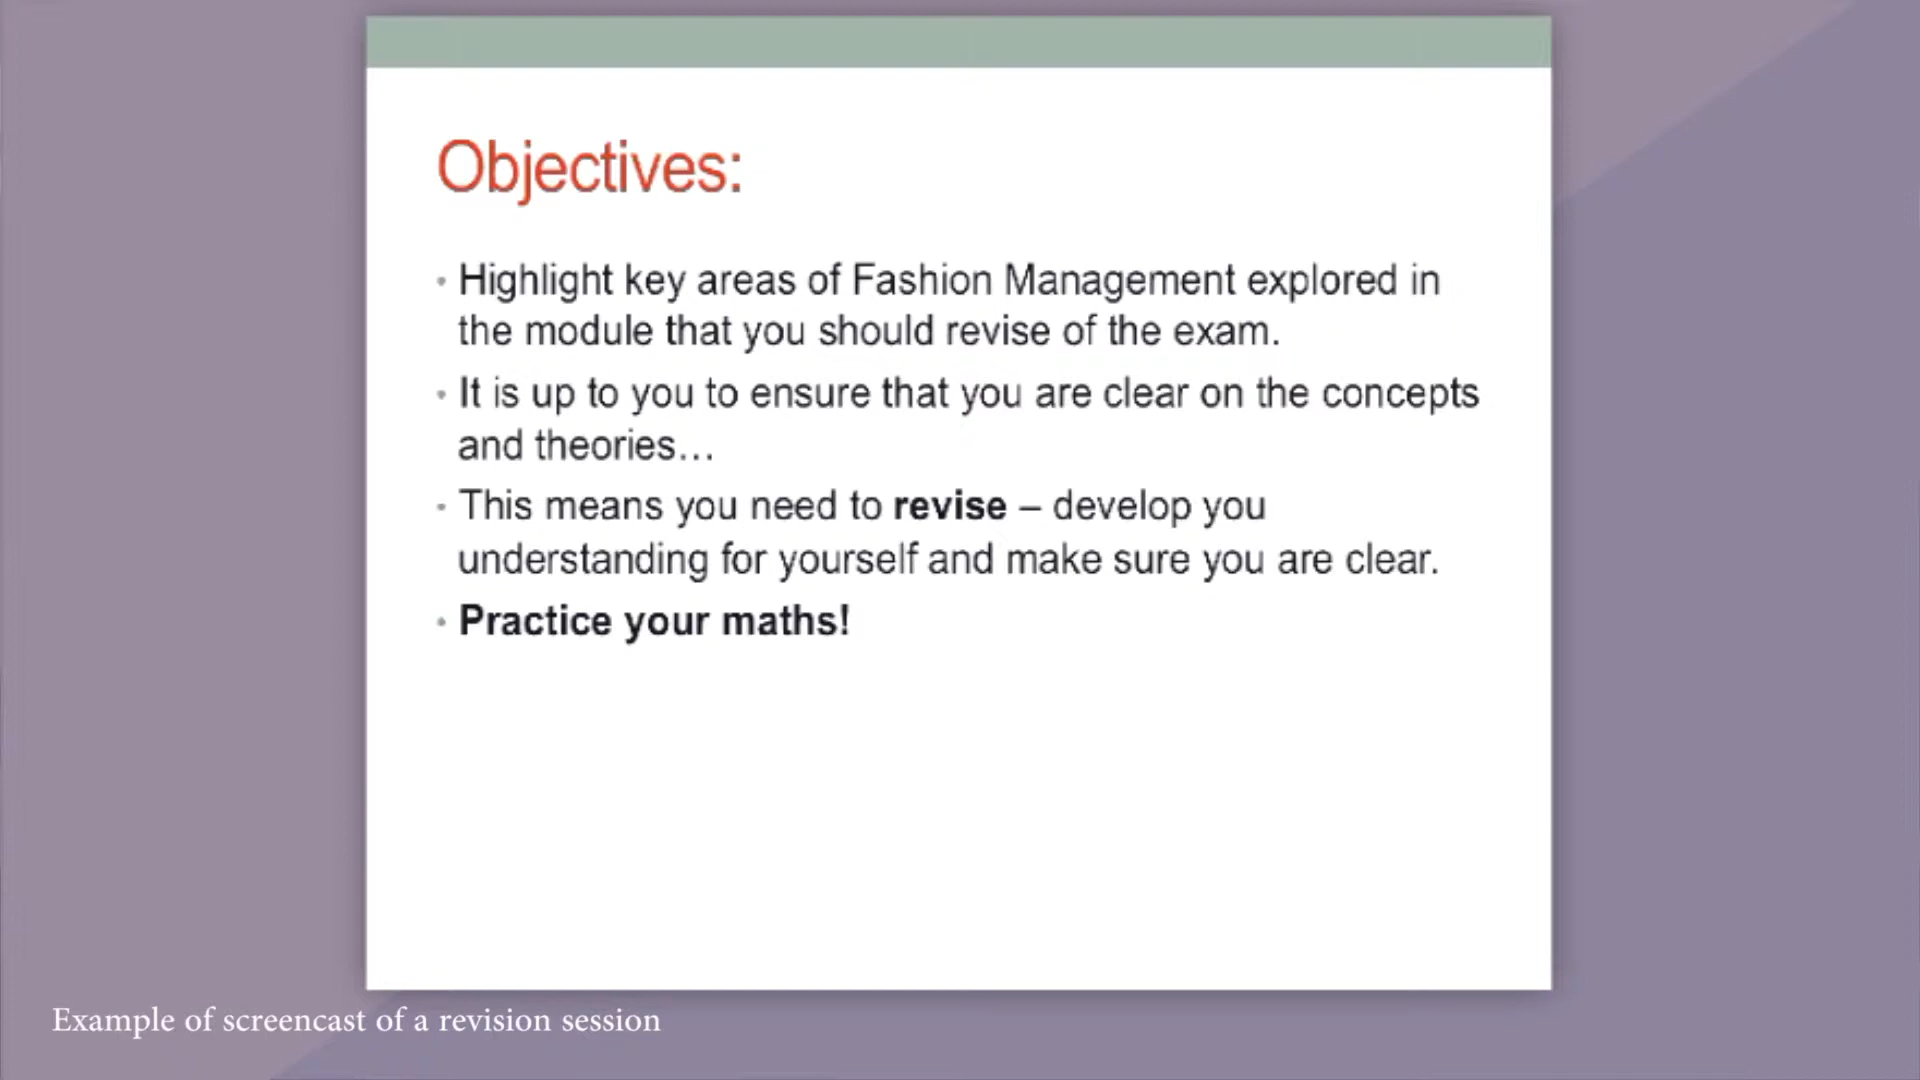 Objectives:
• Highlight key areas of Fashion Management explored in
the module that you should revise of the exam.
• It is up to you to ensure that you are clear on the concepts
and theories…
• This means you need to revise – develop you
understanding for yourself and make sure you are clear.
• Practice your maths!
Example of screencast of a revision session